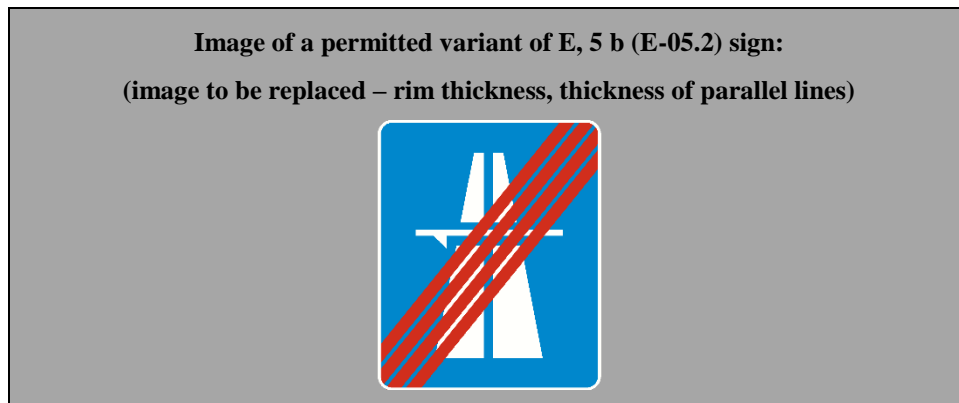 Image of a permitted variant of E, 5 b (E-05.2) sign:
(image to be replaced – rim thickness, thickness of parallel lines)